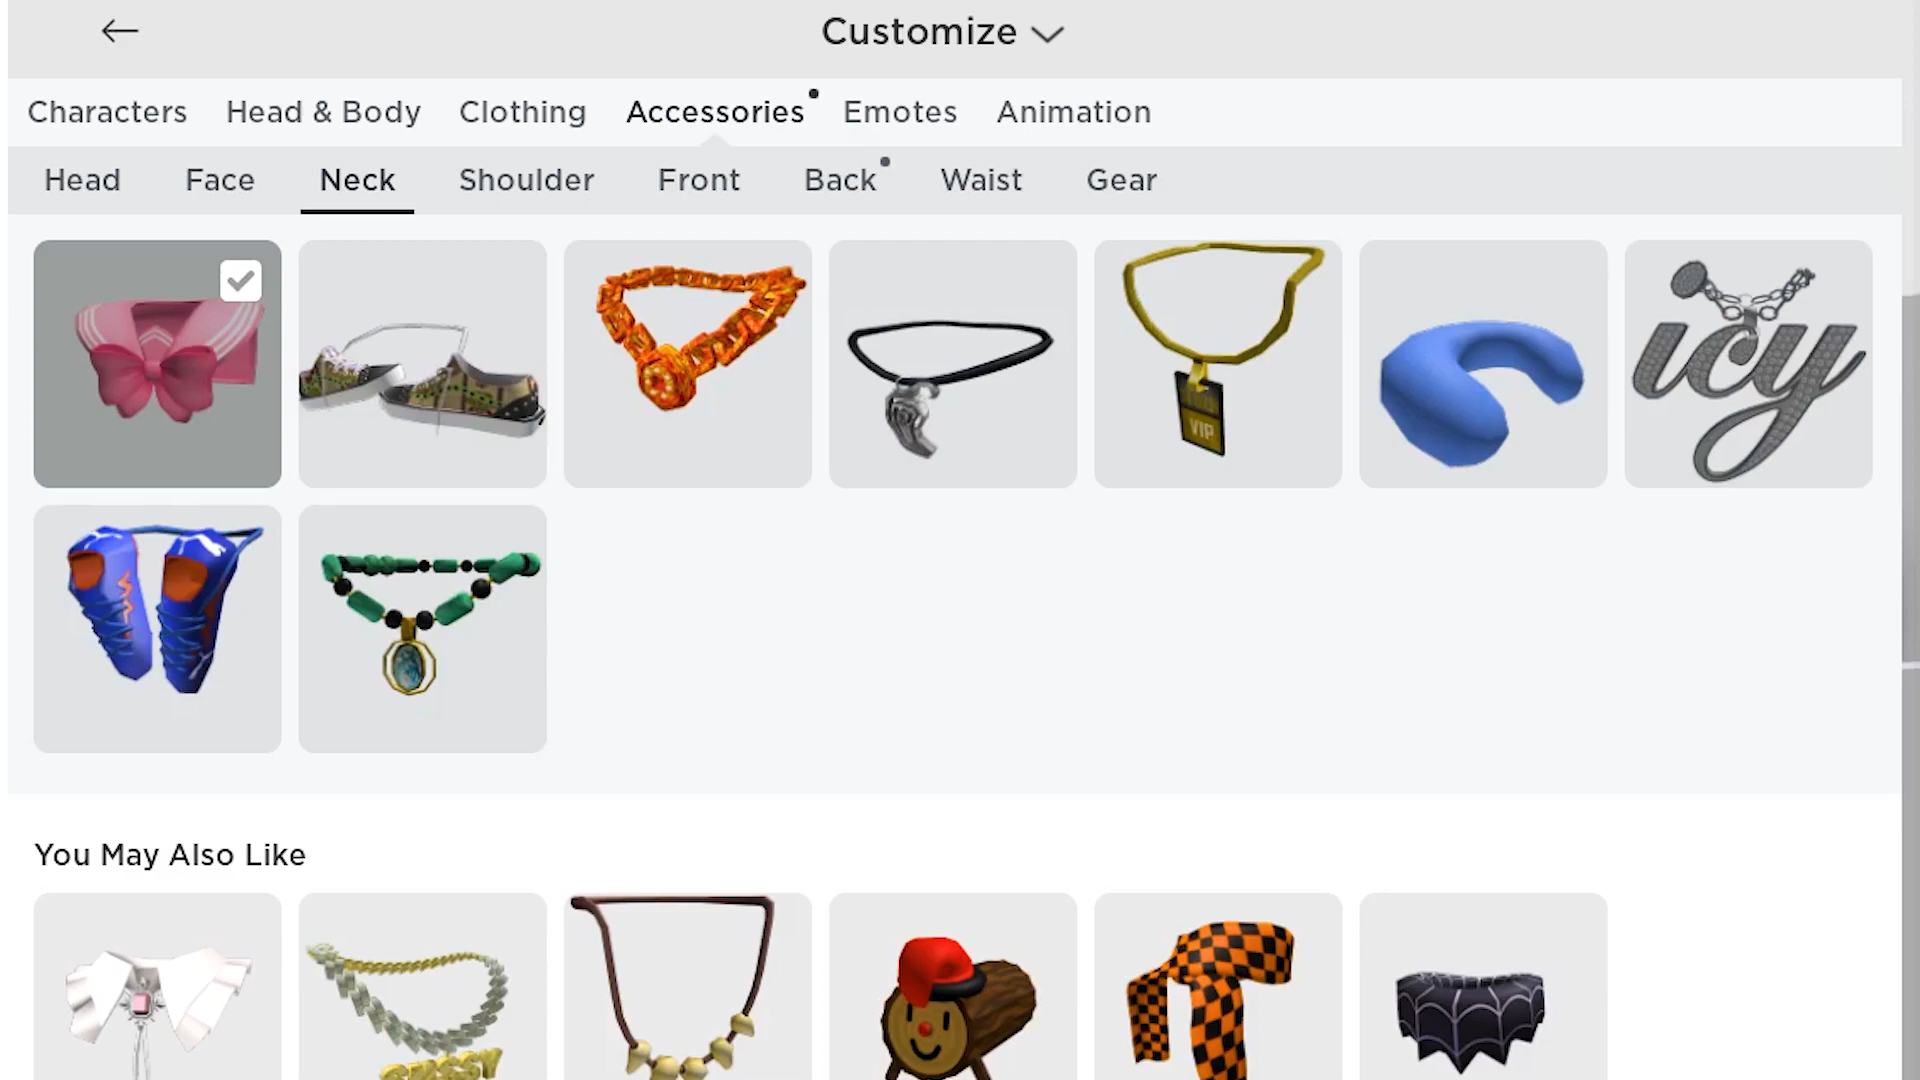 Customize
Characters Head & Body Clothing Accessories Emotes Animation
Head Face Neck Shoulder Front Back Waist Gear
VIP
icy
You May Also Like